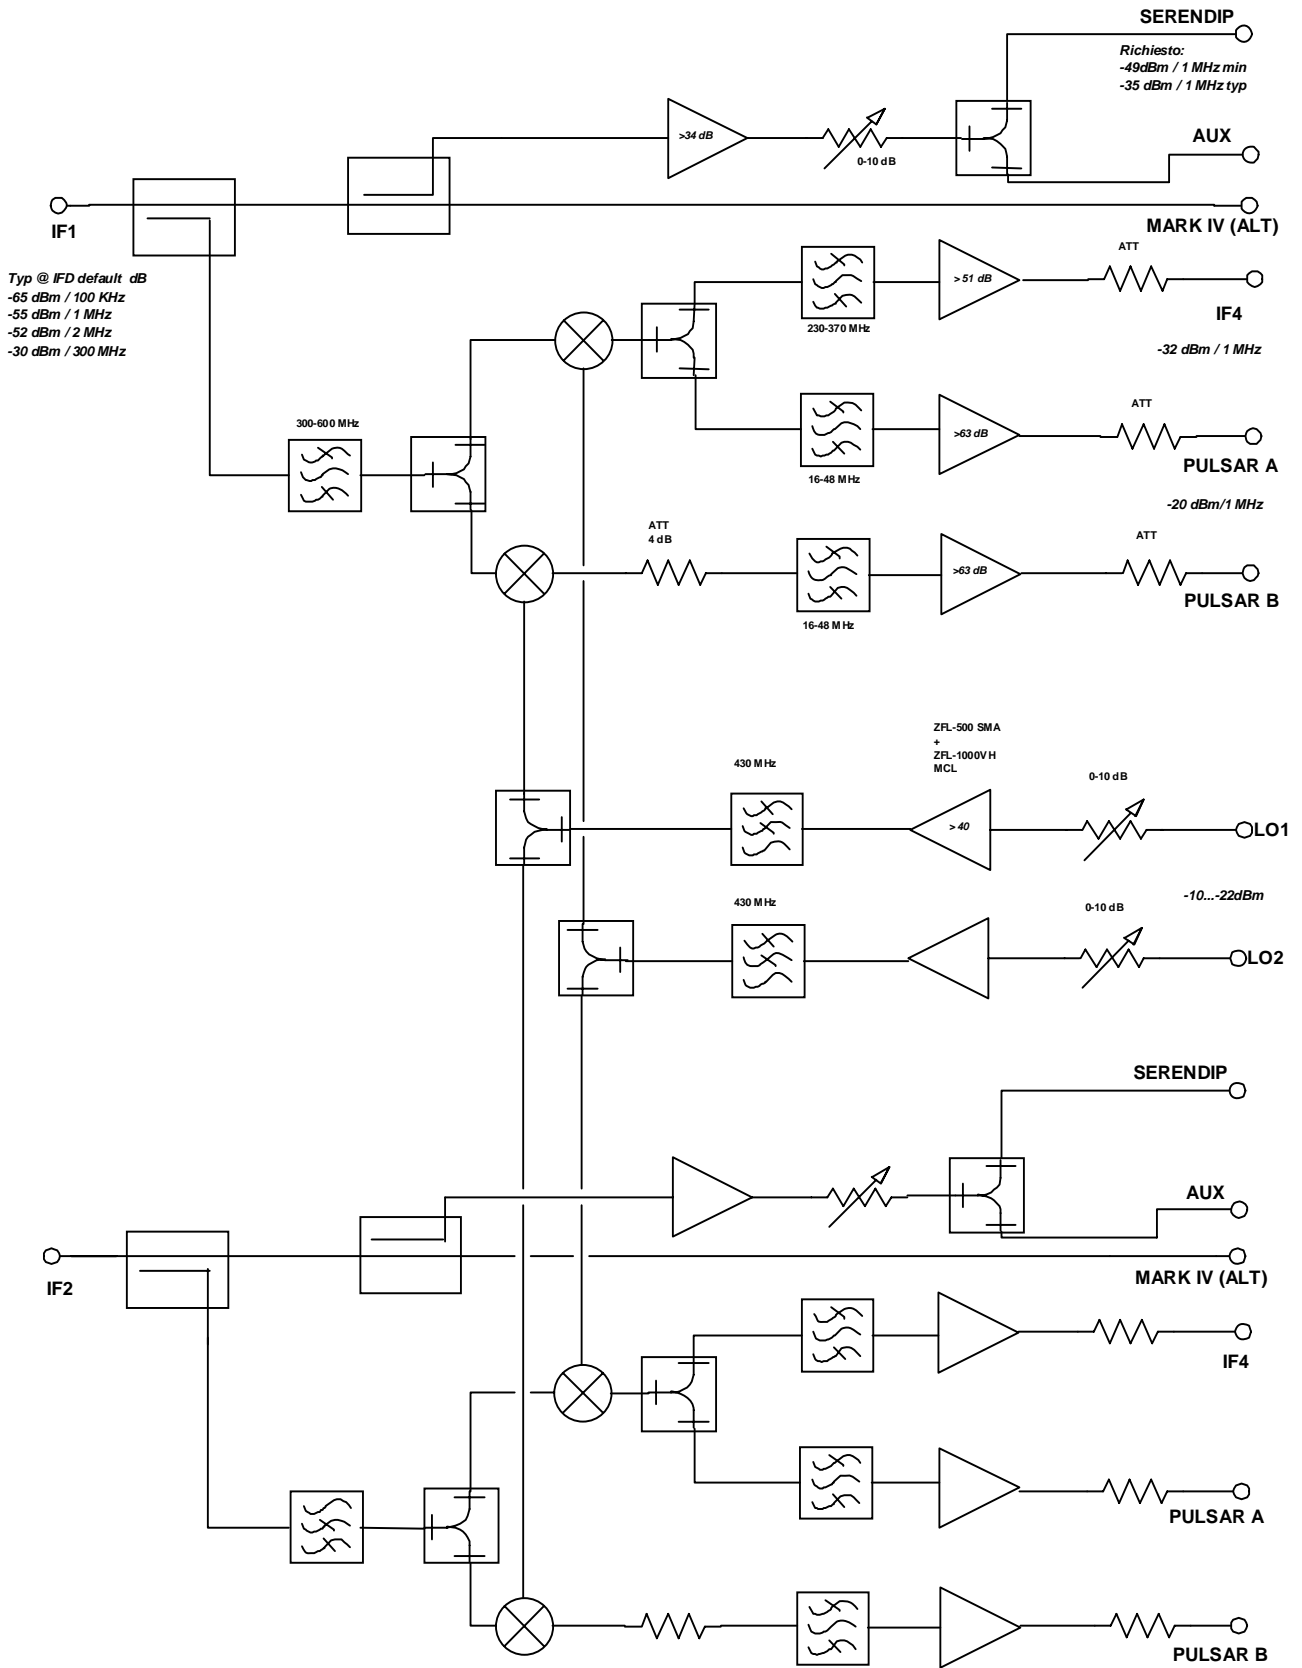 SERENDIP
Richiesto:
-49dBm / 1 MHz min
-35 dBm / 1 MHz typ
>34 dB
0-10 dB
AUX
IF1
MARK IV (ALT)
Typ @ IFD default dB
-65 dBm / 100 KHz
-55 dBm / 1 MHz
-52 dBm / 2 MHz
-30 dBm / 300 MHz
ATT
> 51 dB
230-370 MHz
IF4
-32 dBm / 1 MHz
300-600 MHz
ATT
>63 dB
16-48 MHz
PULSAR A
-20 dBm/1 MHz
ATT
4 dB
ATT
>63 dB
16-48 MHz
PULSAR B
ZFL-500 SMA
+
ZFL-1000VH
MCL
430 MHz
0-10 dB
> 40
LO1
-10...-22dBm
430 MHz
0-10 dB
LO2
SERENDIP
AUX
IF2
MARK IV (ALT)
IF4
PULSAR A
PULSAR B